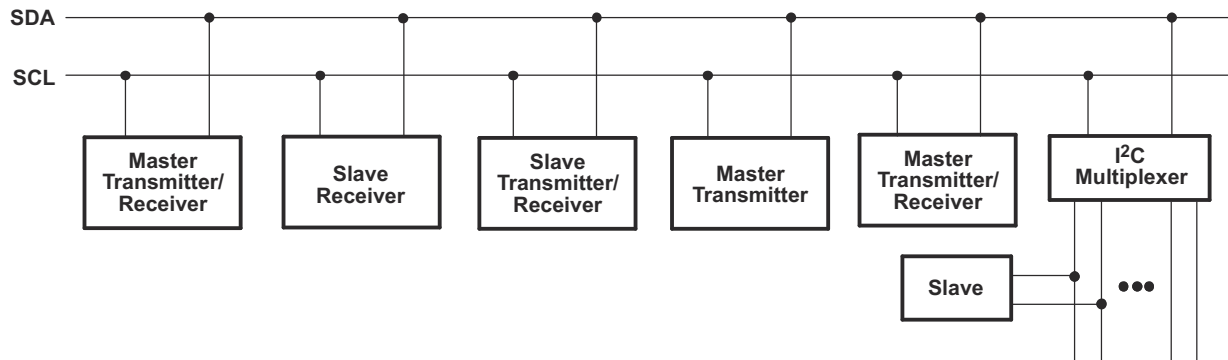 SDA
SCL
Master
Transmitter/
Receiver
Slave
Receiver
Slave
Transmitter/
Receiver
Master
Transmitter
Master
Transmitter/
Receiver
I²C
Multiplexer
Slave